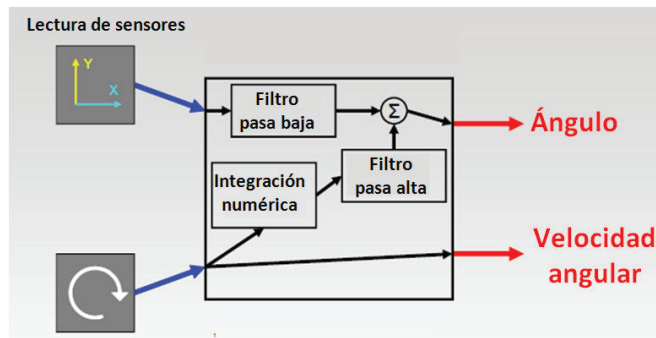 Lectura de sensores
Y
X
Filtro
pasa baja
Σ
Ángulo
Integración
numérica
Filtro
pasa alta
Velocidad
angular